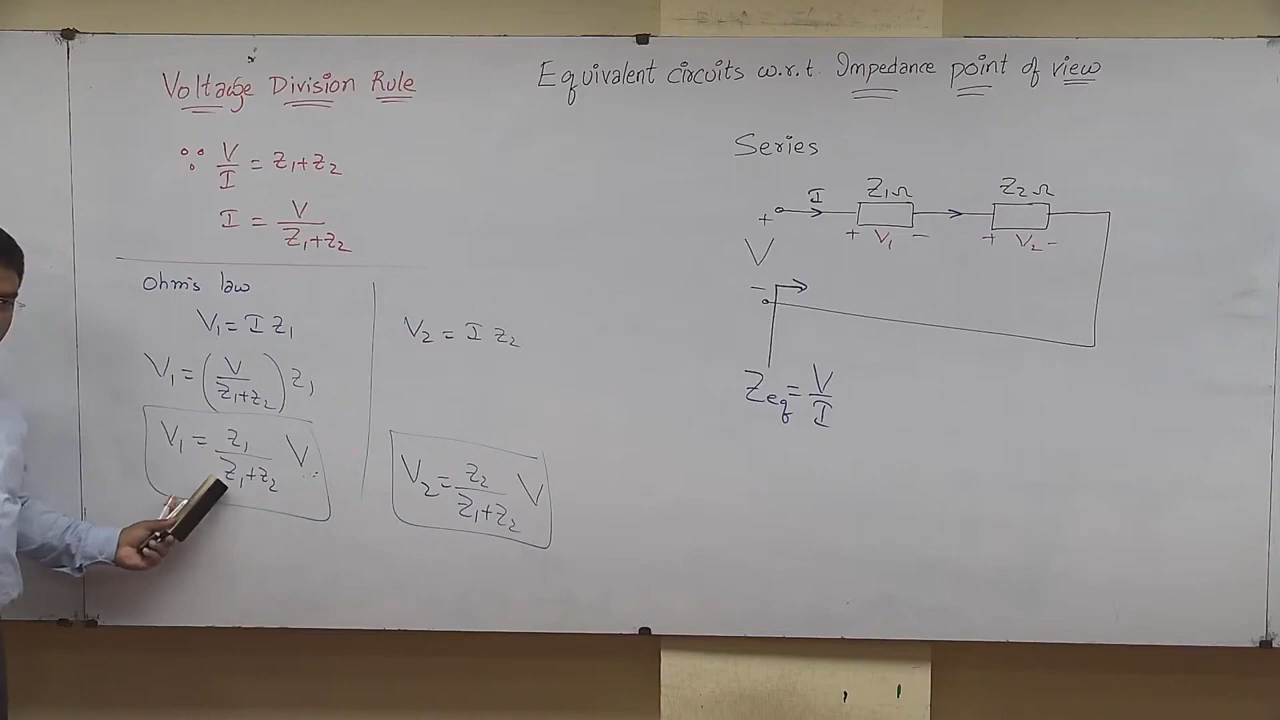 Voltage Division Rule
∵ V/I = Z₁+Z₂
I = V/(Z₁+Z₂)
Ohm's law
V₁ = I Z₁
V₁ = (V/(Z₁+Z₂)) Z₁
V₁ = Z₁/(Z₁+Z₂) V
V₂ = I Z₂
V₂ = Z₂/(Z₁+Z₂) V
Equivalent circuits w.r.t. Impedance point of view
Series
I Z₁Ω Z₂Ω
+ + V₁ − + V₂ −
V
−
Zeq = V/I